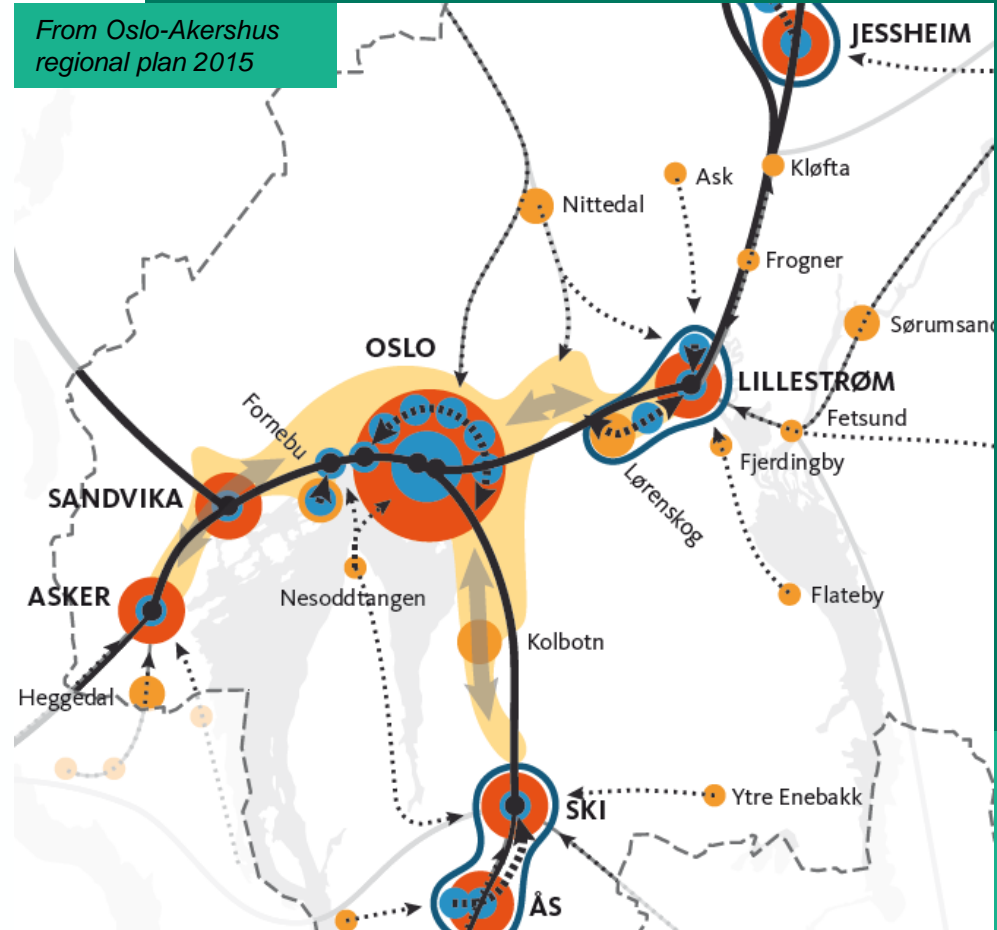 From Oslo-Akershus
regional plan 2015
JESSHEIM
Kløfta
Ask
Nittedal
Frogner
Sørumsand
OSLO
LILLESTRØM
Fornebu
Fetsund
Fjerdingby
Lørenskog
SANDVIKA
ASKER
Nesoddtangen
Flateby
Kolbotn
Heggedal
Ytre Enebakk
SKI
ÅS